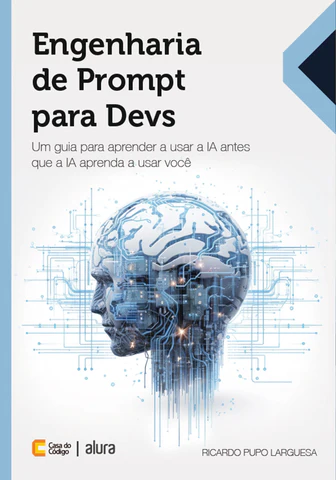 Engenharia
de Prompt
para Devs
Um guia para aprender a usar a IA antes
que a IA aprenda a usar você
Casa do
Código
alura
RICARDO PUPO LARGUESA